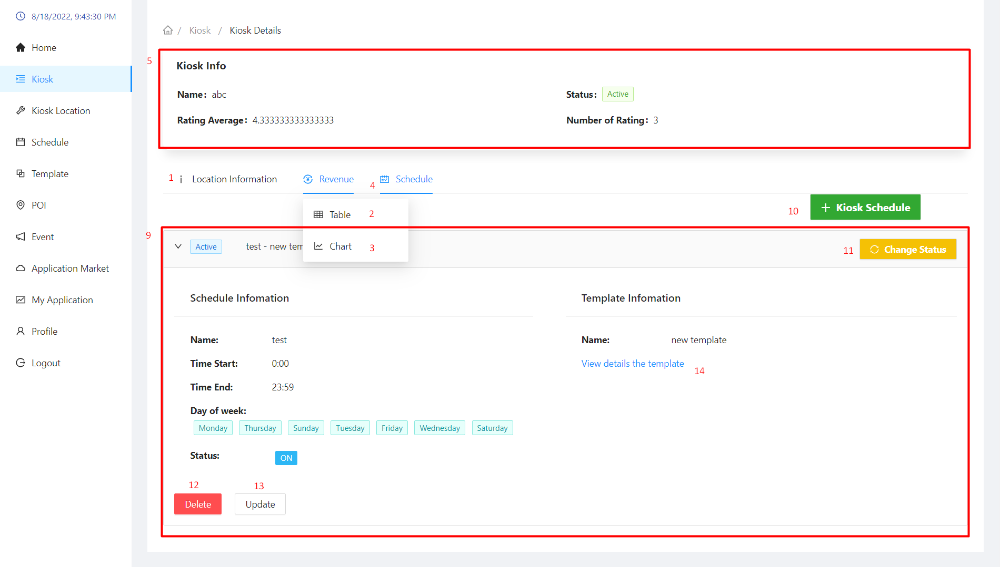 8/18/2022, 9:43:30 PM
Home
Kiosk
Kiosk Location
Schedule
Template
POI
Event
Application Market
My Application
Profile
Logout
/ Kiosk / Kiosk Details
5
Kiosk Info
Name: abc
Status: Active
Rating Average: 4.333333333333333
Number of Rating: 3
1 Location Information Revenue 4 Schedule
Table 2
Chart 3
10 + Kiosk Schedule
9
Active test - new tem
11 Change Status
Schedule Infomation
Name: test
Time Start: 0:00
Time End: 23:59
Day of week:
Monday Thursday Sunday Tuesday Friday Wednesday Saturday
Status: ON
12 13
Delete Update
Template Infomation
Name: new template
View details the template
14